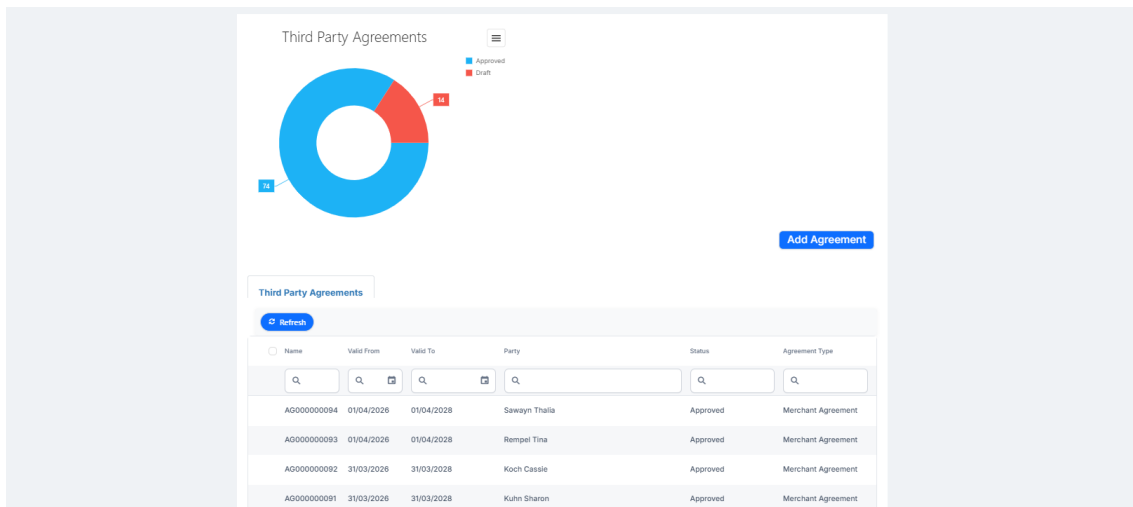 Third Party Agreements
Approved
Draft
14
74
Add Agreement
Third Party Agreements
Refresh
Name Valid From Valid To Party Status Agreement Type
AG000000094 01/04/2026 01/04/2028 Sawayn Thalia Approved Merchant Agreement
AG000000093 01/04/2026 01/04/2028 Rempel Tina Approved Merchant Agreement
AG000000092 31/03/2026 31/03/2028 Koch Cassie Approved Merchant Agreement
AG000000091 31/03/2026 31/03/2028 Kuhn Sharon Approved Merchant Agreement